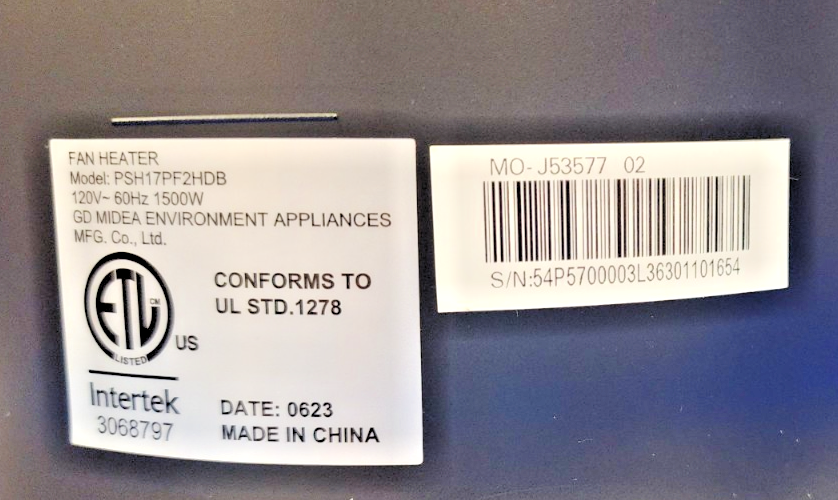 FAN HEATER
Model: PSH17PF2HDB
120V~ 60Hz 1500W
GD MIDEA ENVIRONMENT APPLIANCES
MFG. Co., Ltd.
ETL CM
LISTED
US
CONFORMS TO
UL STD.1278
Intertek
3068797
DATE: 0623
MADE IN CHINA
MO-J53577 02
S/N:54P5700003L36301101654